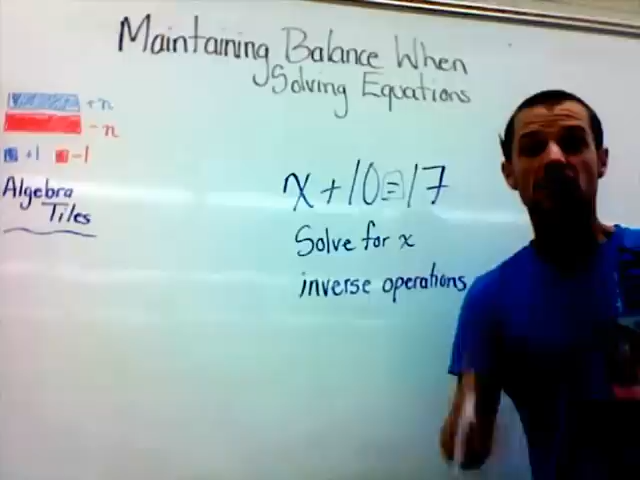 Maintaining Balance When
Solving Equations
+n
-n
+1 -1
Algebra
Tiles
x+10=17
Solve for x
inverse operations